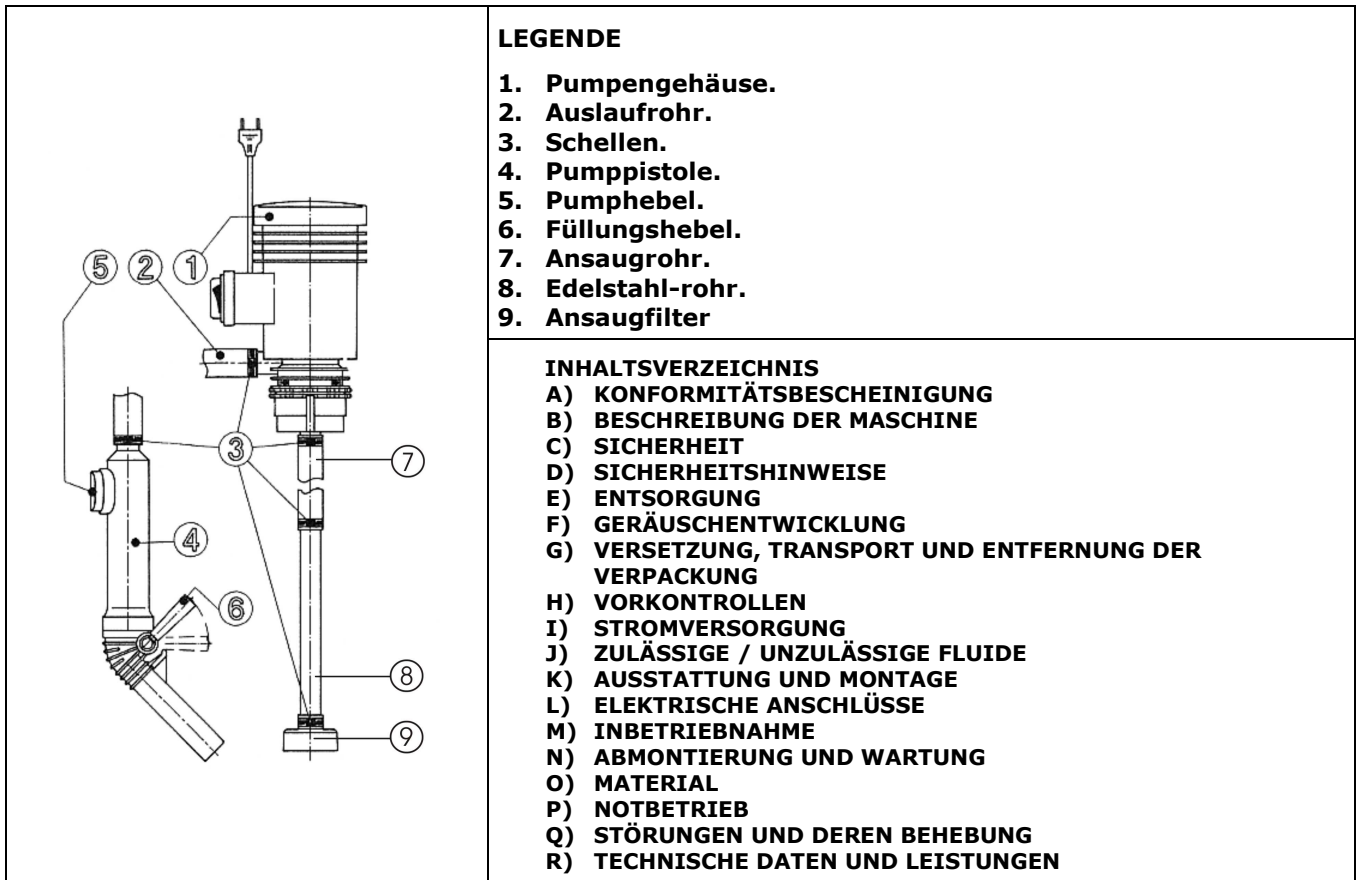 5
2
1
3
7
4
6
8
9
LEGENDE
1. Pumpengehäuse.
2. Auslaufrohr.
3. Schellen.
4. Pumppistole.
5. Pumphebel.
6. Füllungshebel.
7. Ansaugrohr.
8. Edelstahl-rohr.
9. Ansaugfilter
INHALTSVERZEICHNIS
A) KONFORMITÄTSBESCHEINIGUNG
B) BESCHREIBUNG DER MASCHINE
C) SICHERHEIT
D) SICHERHEITSHINWEISE
E) ENTSORGUNG
F) GERÄUSCHENTWICKLUNG
G) VERSETZUNG, TRANSPORT UND ENTFERNUNG DER
VERPACKUNG
H) VORKONTROLLEN
I) STROMVERSORGUNG
J) ZULÄSSIGE / UNZULÄSSIGE FLUIDE
K) AUSSTATTUNG UND MONTAGE
L) ELEKTRISCHE ANSCHLÜSSE
M) INBETRIEBNAHME
N) ABMONTIERUNG UND WARTUNG
O) MATERIAL
P) NOTBETRIEB
Q) STÖRUNGEN UND DEREN BEHEBUNG
R) TECHNISCHE DATEN UND LEISTUNGEN